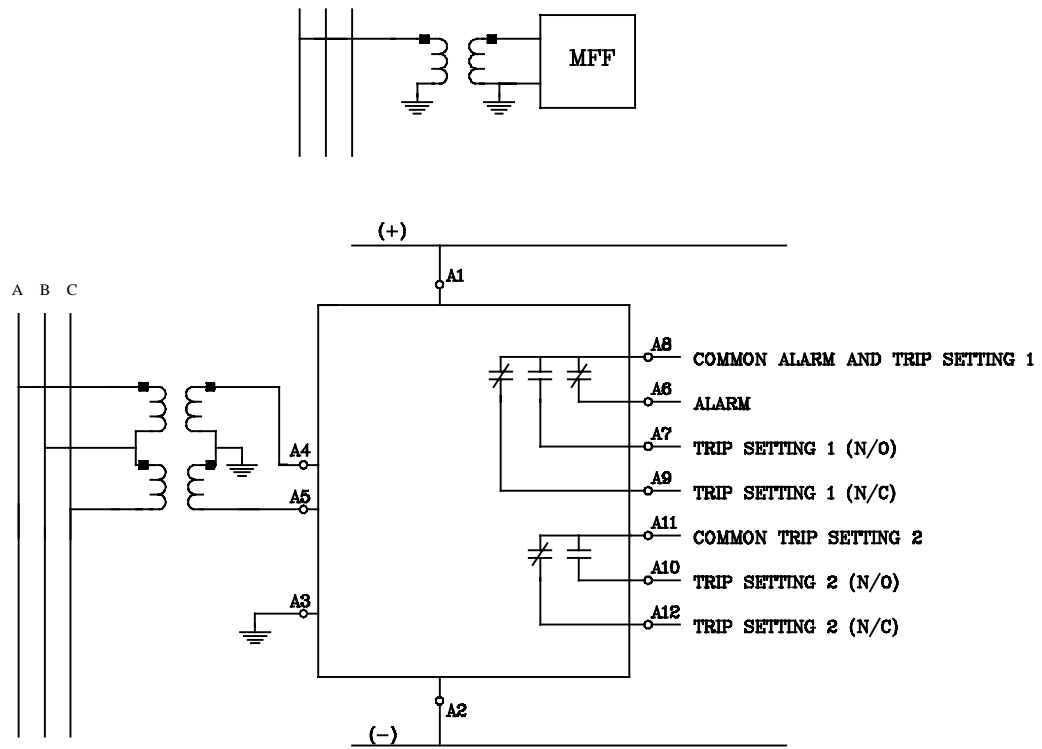 MFF
(+)
A1
A B C
A8 COMMON ALARM AND TRIP SETTING 1
A6 ALARM
A7 TRIP SETTING 1 (N/O)
A4
A9 TRIP SETTING 1 (N/C)
A5
A11 COMMON TRIP SETTING 2
A10 TRIP SETTING 2 (N/O)
A3
A12 TRIP SETTING 2 (N/C)
A2
(-)